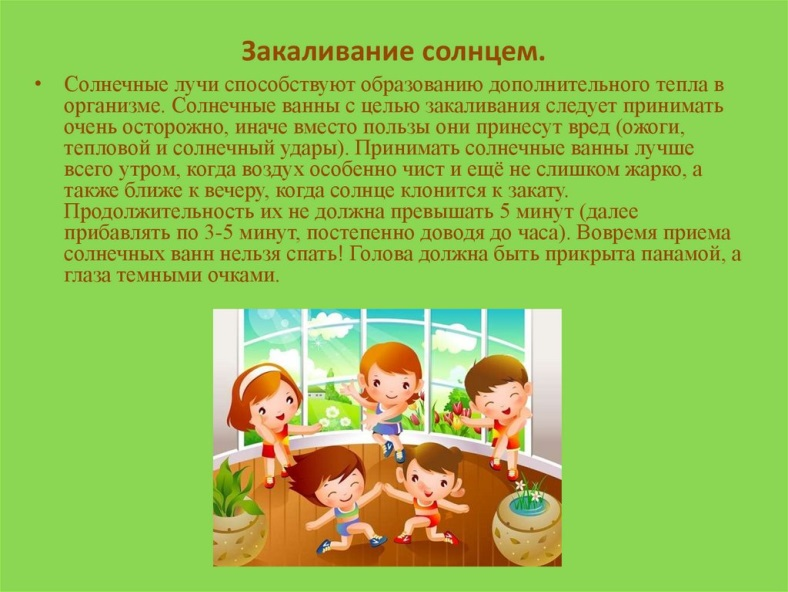 Закаливание солнцем.
• Солнечные лучи способствуют образованию дополнительного тепла в
организме. Солнечные ванны с целью закаливания следует принимать
очень осторожно, иначе вместо пользы они принесут вред (ожоги,
тепловой и солнечный удары). Принимать солнечные ванны лучше
всего утром, когда воздух особенно чист и ещё не слишком жарко, а
также ближе к вечеру, когда солнце клонится к закату.
Продолжительность их не должна превышать 5 минут (далее
прибавлять по 3-5 минут, постепенно доводя до часа). Вовремя приема
солнечных ванн нельзя спать! Голова должна быть прикрыта панамой, а
глаза темными очками.